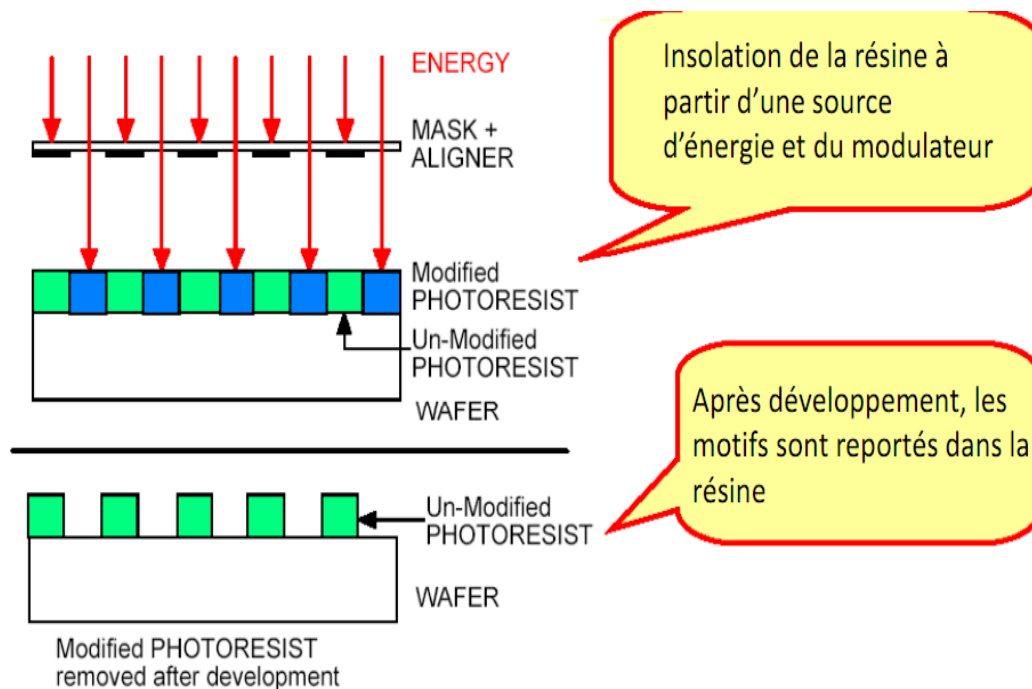 ENERGY
MASK +
ALIGNER
Modified
PHOTORESIST
Un-Modified
PHOTORESIST
WAFER
Insolation de la résine à
partir d'une source
d'énergie et du modulateur
Un-Modified
PHOTORESIST
WAFER
Modified PHOTORESIST
removed after development
Après développement, les
motifs sont reportés dans la
résine